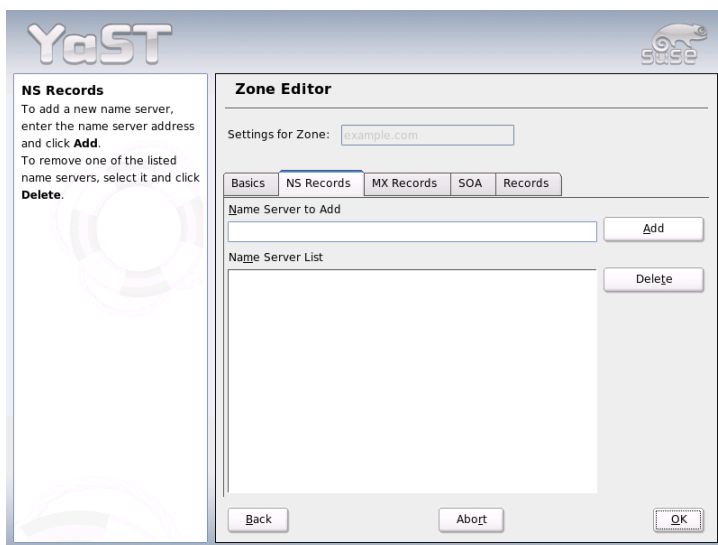 YaST
SUSE
NS Records
To add a new name server,
enter the name server address
and click Add.
To remove one of the listed
name servers, select it and click
Delete.
Zone Editor
Settings for Zone: example.com
Basics NS Records MX Records SOA Records
Name Server to Add
Add
Name Server List
Delete
Back Abort OK